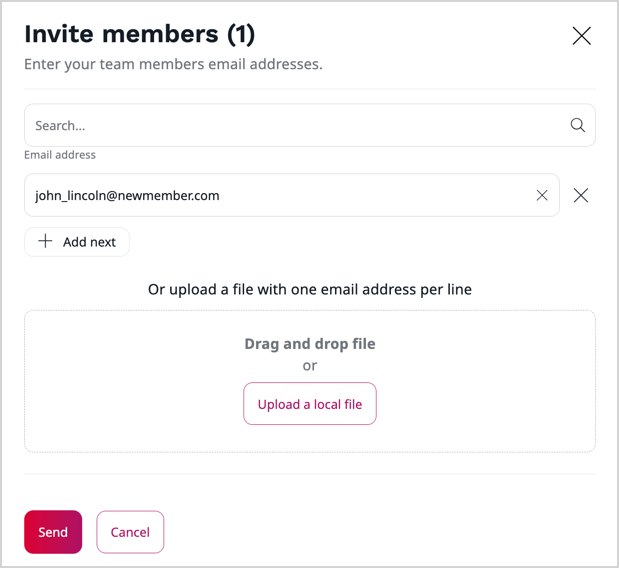 Invite members (1)
Enter your team members email addresses.
Search...
Email address
john_lincoln@newmember.com
Add next
Or upload a file with one email address per line
Drag and drop file
or
Upload a local file
Send
Cancel